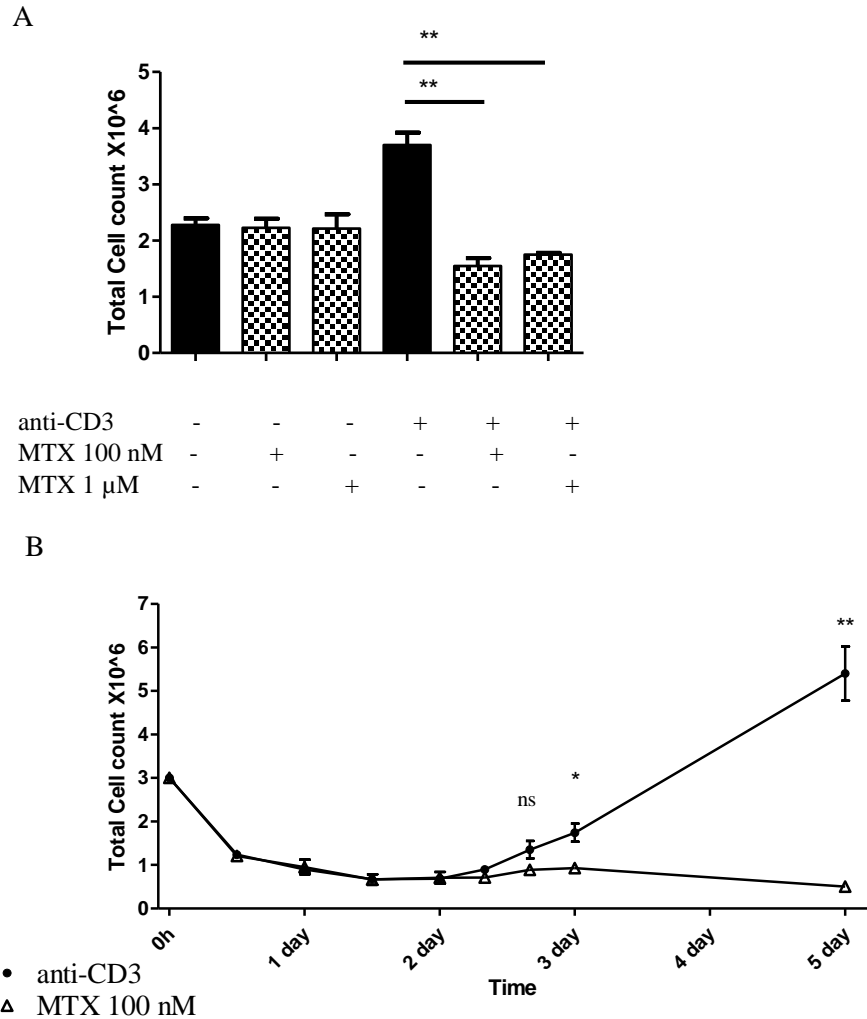 A
**
**
5
4
3
2
1
0
Total Cell count X10^6
anti-CD3 - - - + + +
MTX 100 nM - + - - + -
MTX 1 µM - - + - - +
B
7
6
5
4
3
2
1
0
Total Cell count X10^6
ns
*
**
0h 1 day 2 day 3 day 4 day 5 day
Time
anti-CD3
MTX 100 nM